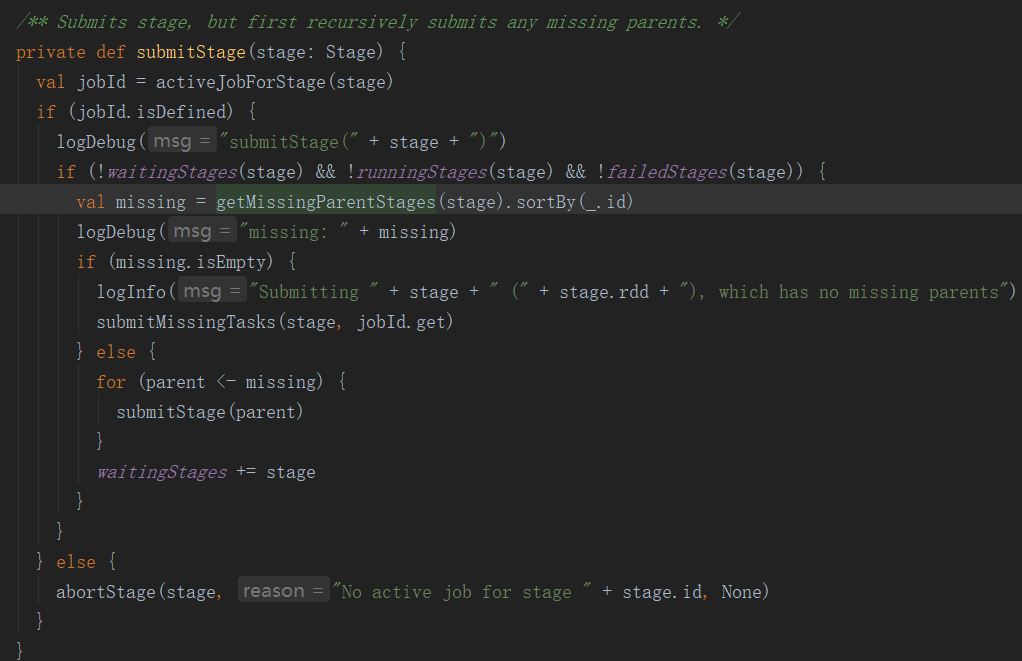 /** Submits stage, but first recursively submits any missing parents. */
private def submitStage(stage: Stage) {
  val jobId = activeJobForStage(stage)
  if (jobId.isDefined) {
    logDebug( msg = "submitStage(" + stage + ")")
    if (!waitingStages(stage) && !runningStages(stage) && !failedStages(stage)) {
      val missing = getMissingParentStages(stage).sortBy(_.id)
      logDebug( msg = "missing: " + missing)
      if (missing.isEmpty) {
        logInfo( msg = "Submitting " + stage + " (" + stage.rdd + "), which has no missing parents")
        submitMissingTasks(stage, jobId.get)
      } else {
        for (parent <- missing) {
          submitStage(parent)
        }
        waitingStages += stage
      }
    }
  } else {
    abortStage(stage, reason = "No active job for stage " + stage.id, None)
  }
}